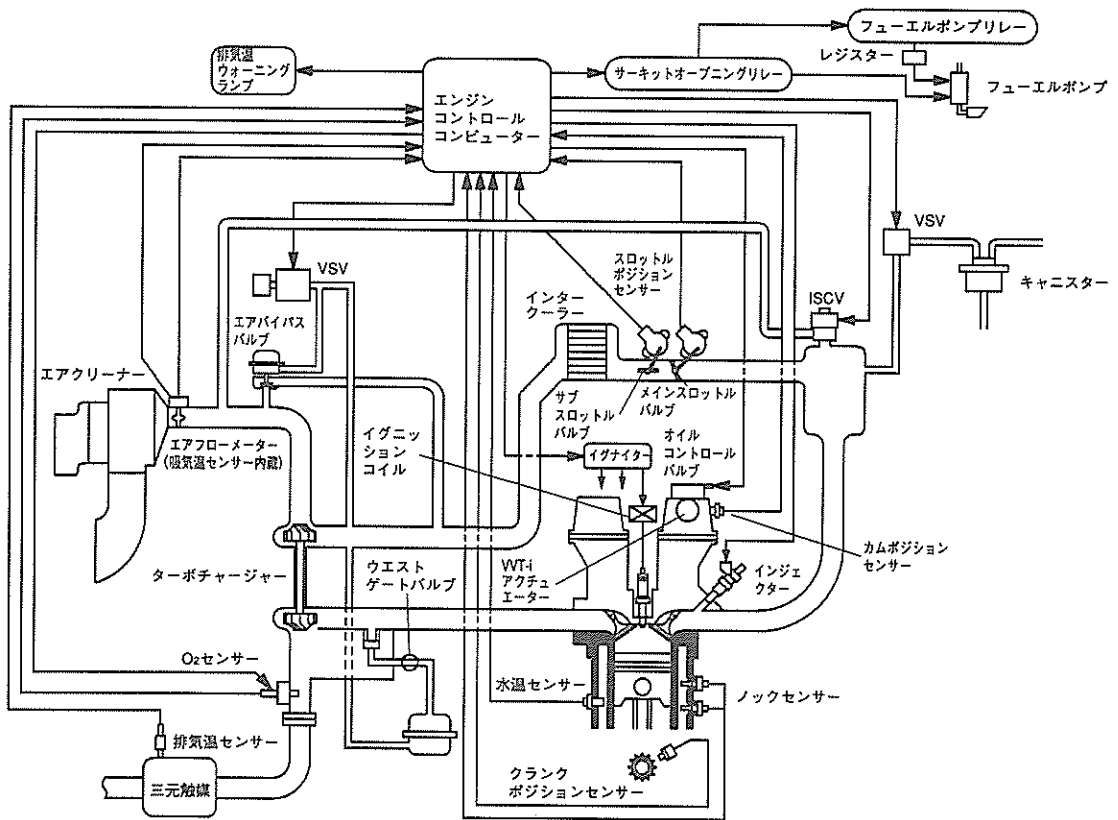 フューエルポンプリレー
レジスター
フューエルポンプ
排気温
ウォーニング
ランプ
サーキットオープニングリレー
エンジン
コントロール
コンピューター
VSV
キャニスター
スロットル
ポジション
センサー
VSV
ISCV
インター
クーラー
エアバイパス
バルブ
エアクリーナー
サブ
スロットル
バルブ
メインスロットル
バルブ
エアフローメーター
(吸気温センサー内蔵)
イグニッ
ション
コイル
イグナイター
オイル
コントロール
バルブ
カムポジション
センサー
ターボチャージャー
ウエスト
ゲートバルブ
VVT-i
アクチュ
エーター
インジェ
クター
O₂センサー
水温センサー
ノックセンサー
排気温センサー
クランク
ポジションセンサー
三元触媒